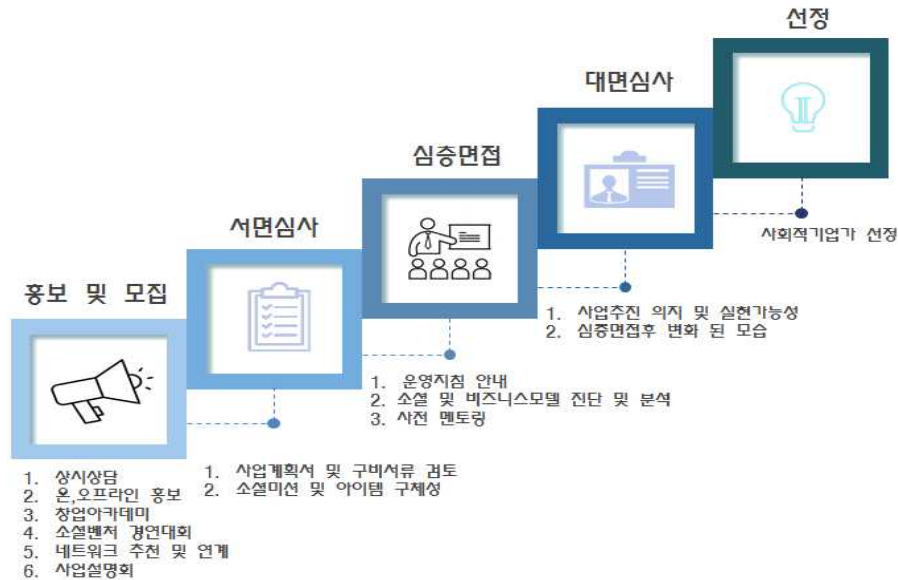 홍보 및 모집
1. 상시상담
2. 온,오프라인 홍보
3. 창업아카데미
4. 소셜벤처 경연대회
5. 네트워크 추천 및 연계
6. 사업설명회
서면심사
1. 사업계획서 및 구비서류 검토
2. 소셜미션 및 아이템 구체성
심층면접
1. 운영지침 안내
2. 소셜 및 비즈니스모델 진단 및 분석
3. 사전 멘토링
대면심사
1. 사업추진 의지 및 실현가능성
2. 심층면접후 변화 된 모습
선정
사회적기업가 선정